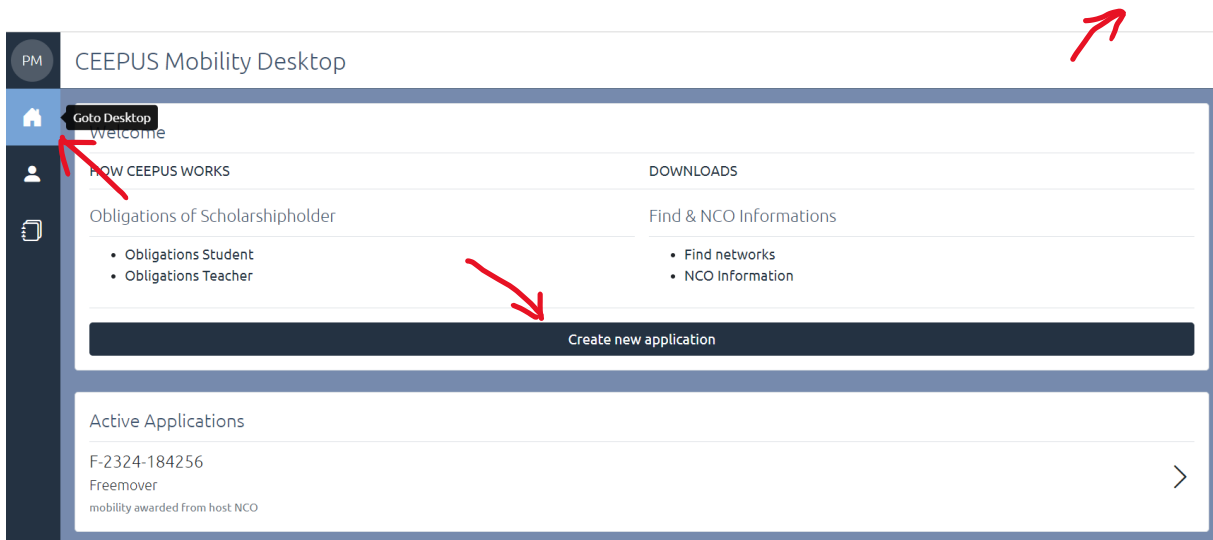 PM
CEEPUS Mobility Desktop
Goto Desktop
Welcome
HOW CEEPUS WORKS
DOWNLOADS
Obligations of Scholarshipholder
Find & NCO Informations
• Obligations Student
• Obligations Teacher
• Find networks
• NCO Information
Create new application
Active Applications
F-2324-184256
Freemover
mobility awarded from host NCO